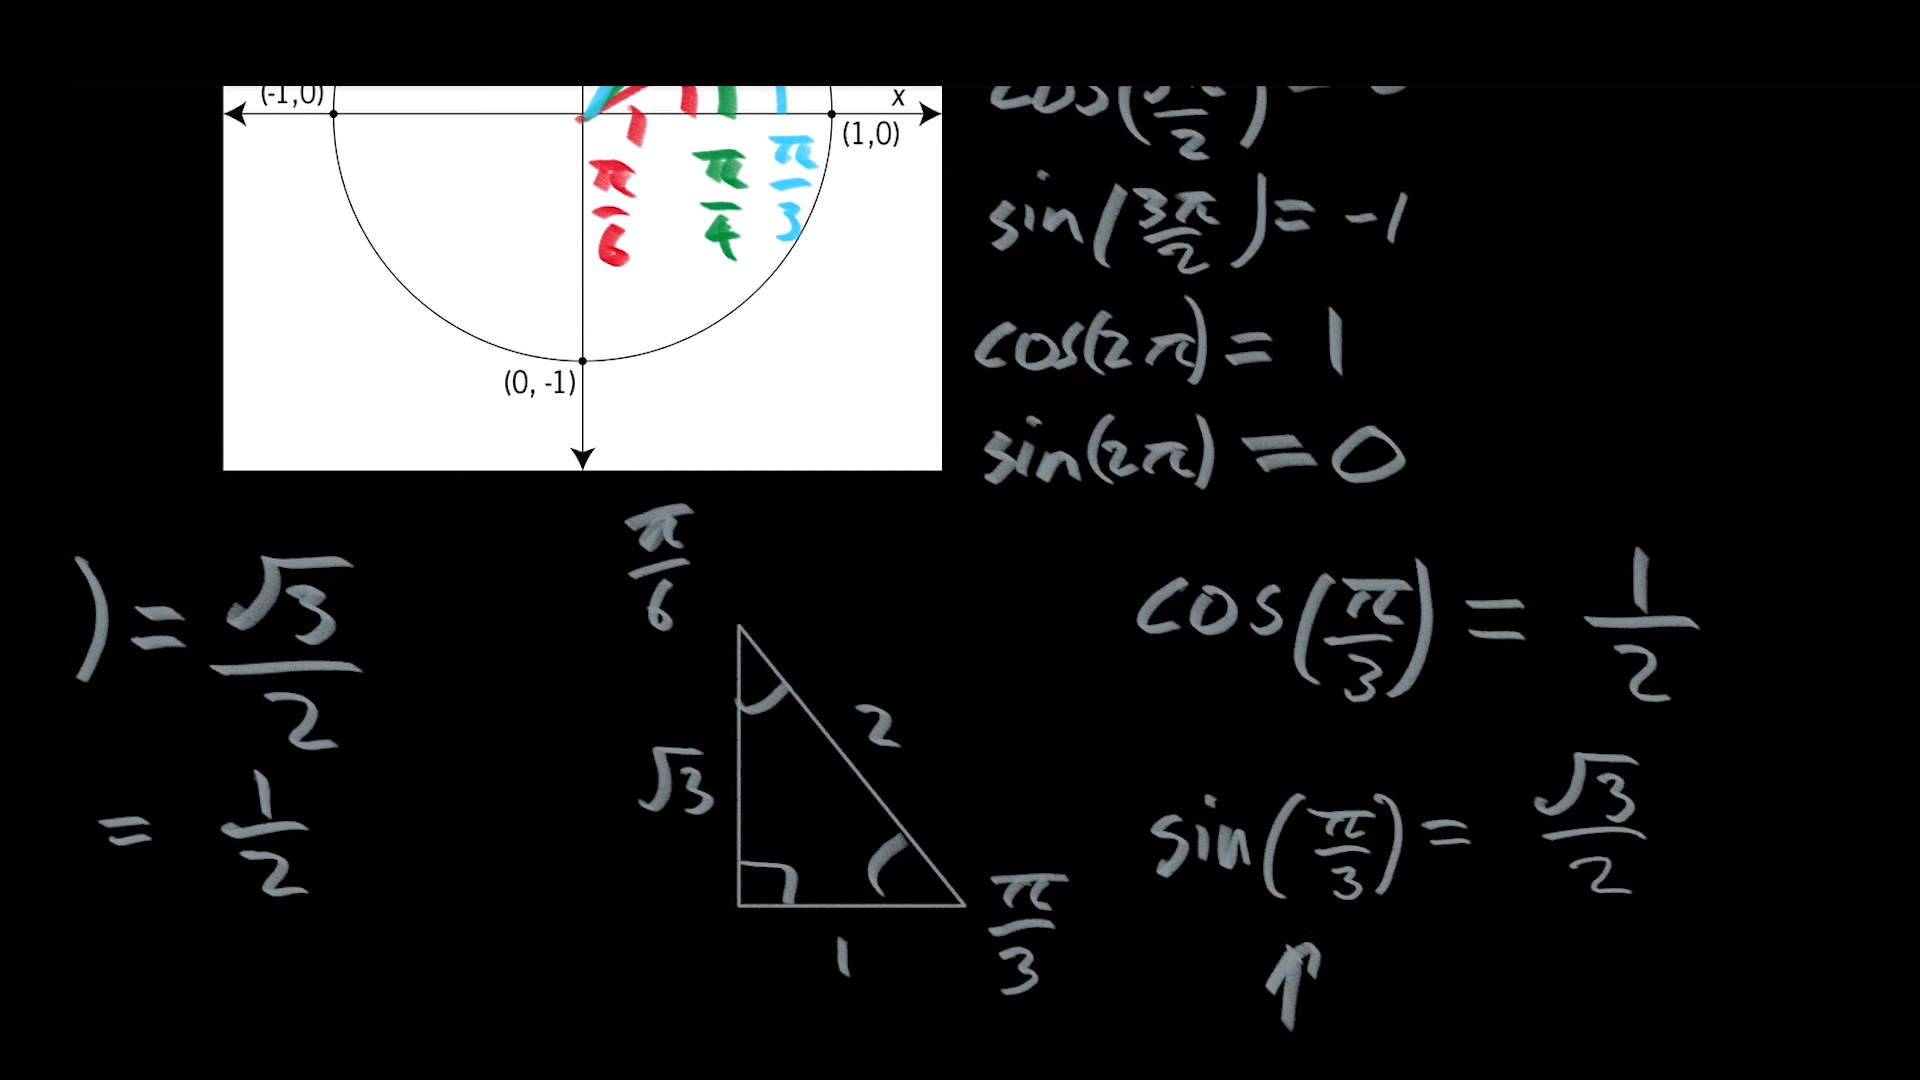 (-1,0)
x
(1,0)
π/6
π/4
π/3
(0, -1)
sin(3π/2) = -1
cos(2π) = 1
sin(2π) = 0
) = √3/2
= 1/2
π/6
√3
2
1
π/3
cos(π/3) = 1/2
sin(π/3) = √3/2
↑